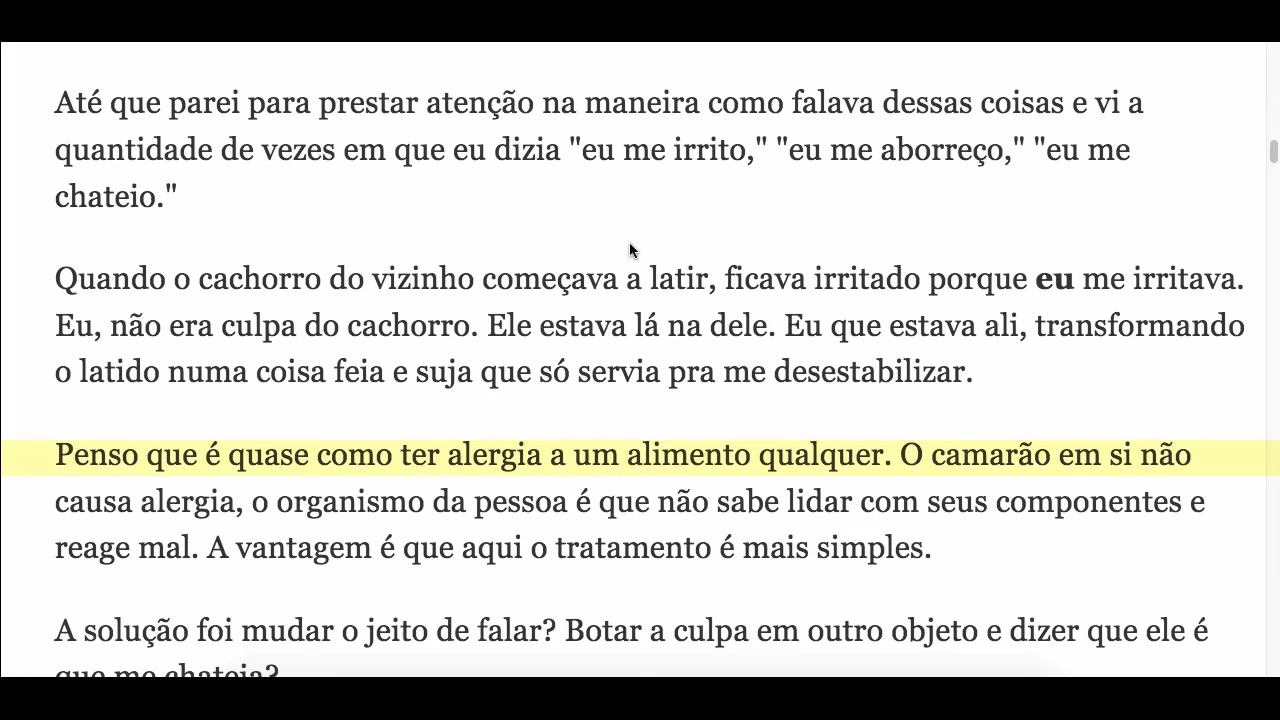 Até que parei para prestar atenção na maneira como falava dessas coisas e vi a
quantidade de vezes em que eu dizia "eu me irrito," "eu me aborreço," "eu me
chateio."
Quando o cachorro do vizinho começava a latir, ficava irritado porque eu me irritava.
Eu, não era culpa do cachorro. Ele estava lá na dele. Eu que estava ali, transformando
o latido numa coisa feia e suja que só servia pra me desestabilizar.
Penso que é quase como ter alergia a um alimento qualquer. O camarão em si não
causa alergia, o organismo da pessoa é que não sabe lidar com seus componentes e
reage mal. A vantagem é que aqui o tratamento é mais simples.
A solução foi mudar o jeito de falar? Botar a culpa em outro objeto e dizer que ele é
que me chateia?